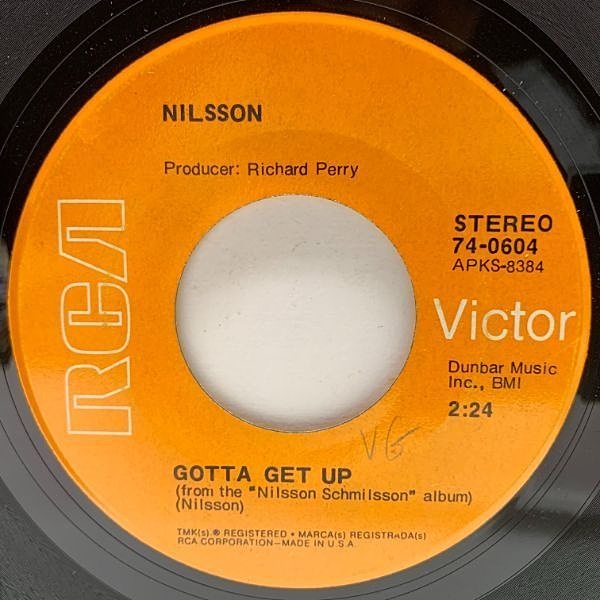 NILSSON
Producer: Richard Perry
RCA
STEREO
74-0604
APKS-8384
Victor
Dunbar Music
Inc., BMI
2:24
VG
GOTTA GET UP
(from the "Nilsson Schmilsson" album)
(Nilsson)
TMK(s).® REGISTERED • MARCA(s) REGISTRADA(s)
RCA CORPORATION—MADE IN U.S.A.